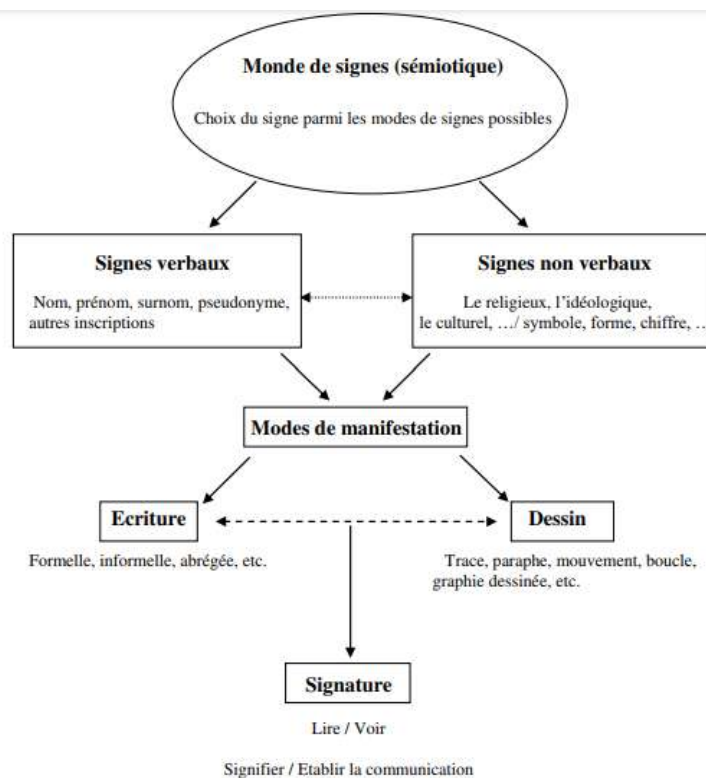 Monde de signes (sémiotique)
Choix du signe parmi les modes de signes possibles
Signes verbaux
Nom, prénom, surnom, pseudonyme,
autres inscriptions
Signes non verbaux
Le religieux, l’idéologique,
le culturel, …/ symbole, forme, chiffre, …
Modes de manifestation
Ecriture
Formelle, informelle, abrégée, etc.
Dessin
Trace, paraphe, mouvement, boucle,
graphie dessinée, etc.
Signature
Lire / Voir
Signifier / Etablir la communication